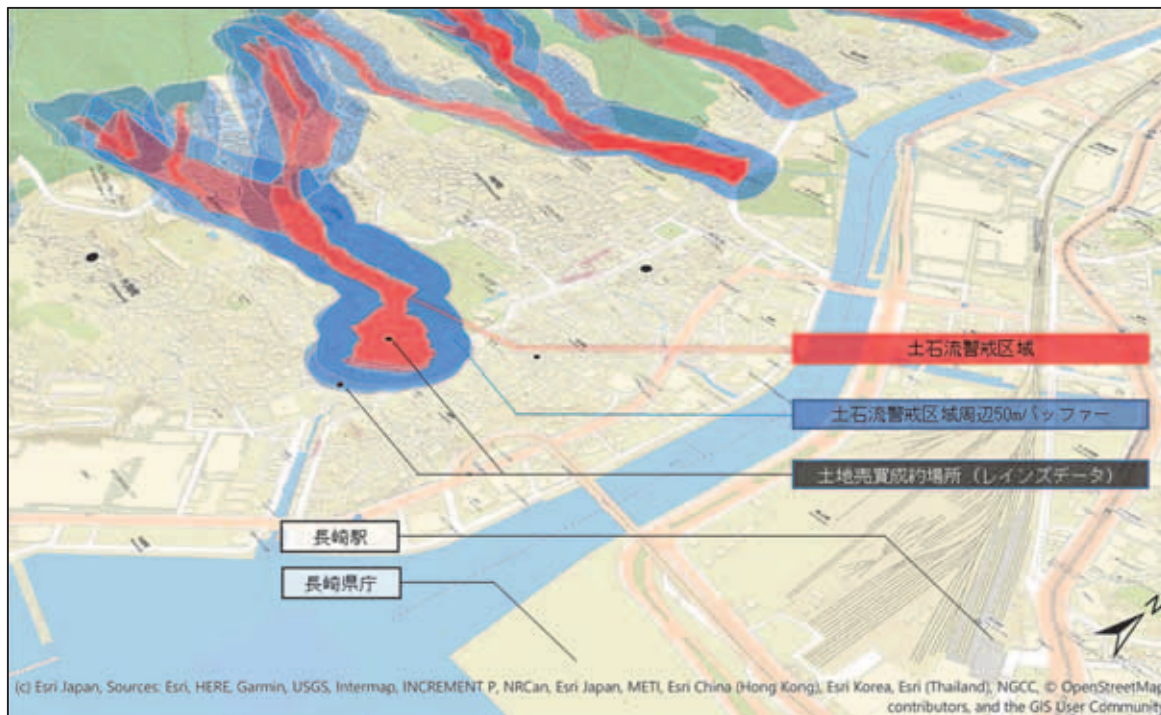 土石流警戒区域
土石流警戒区域周辺50mバッファー
土地売買成約場所（レインズデータ）
長崎駅
長崎県庁
N
(c) Esri Japan, Sources: Esri, HERE, Garmin, USGS, Intermap, INCREMENT P, NRCan, Esri Japan, METI, Esri China (Hong Kong), Esri Korea, Esri (Thailand), NGCC, © OpenStreetMap
contributors, and the GIS User Community